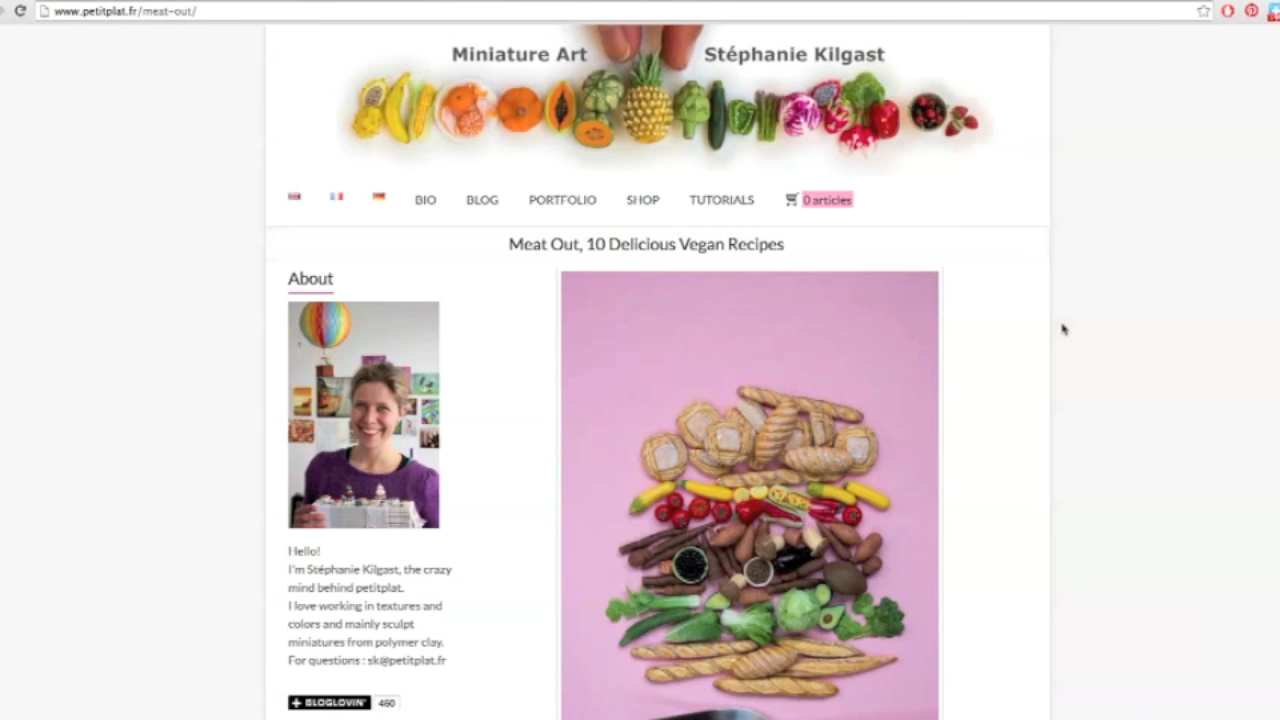 www.petitplat.fr/meat-out/
Miniature Art
Stéphanie Kilgast
BIO
BLOG
PORTFOLIO
SHOP
TUTORIALS
0 articles
Meat Out, 10 Delicious Vegan Recipes
About
Hello!
I'm Stéphanie Kilgast, the crazy
mind behind petitplat.
I love working in textures and
colors and mainly sculpt
miniatures from polymer clay.
For questions : sk@petitplat.fr
+ BLOGLOVIN' 460